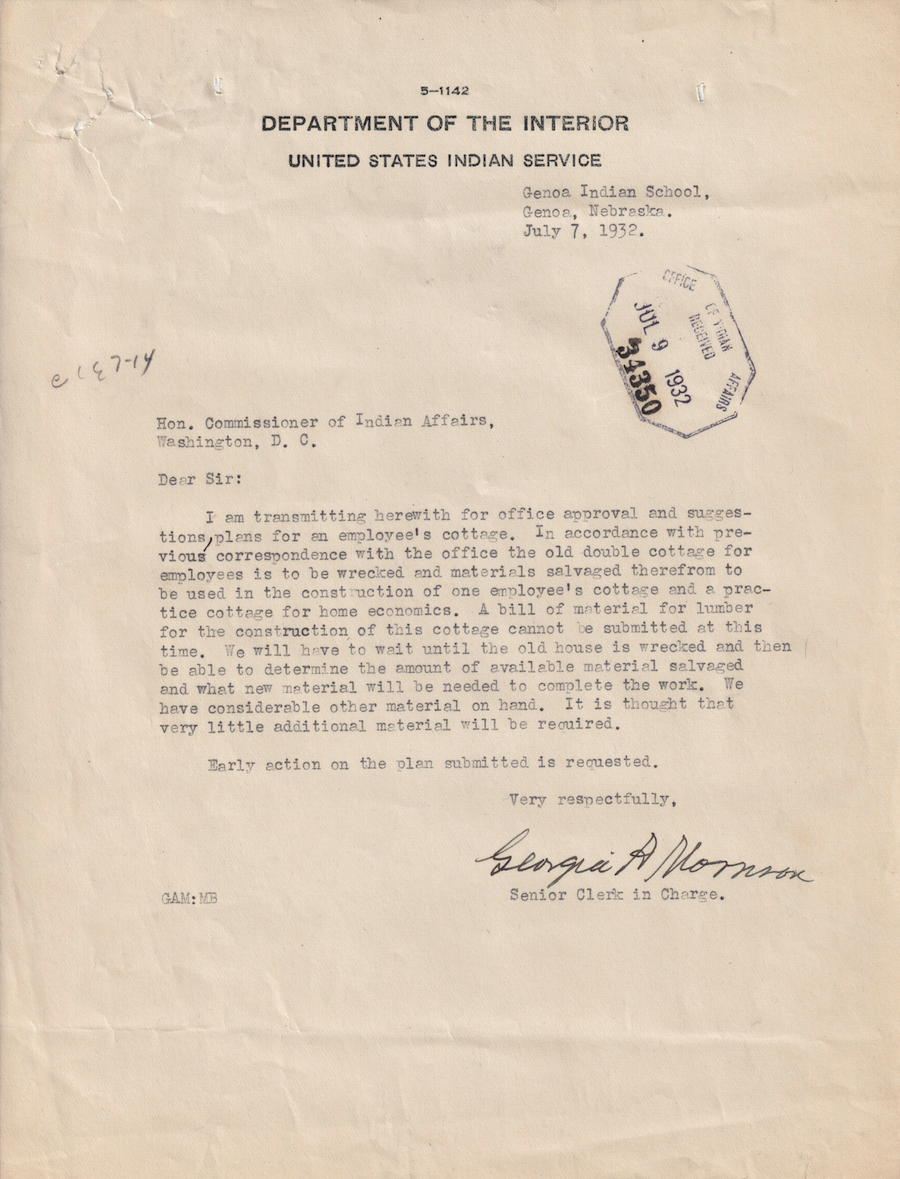 5—1142
DEPARTMENT OF THE INTERIOR
UNITED STATES INDIAN SERVICE
Genoa Indian School,
Genoa, Nebraska.
July 7, 1932.
OFFICE OF INDIAN AFFAIRS
RECEIVED
JUL 9 1932
34350
7-14
Hon. Commissioner of Indian Affairs,
Washington, D. C.
Dear Sir:
I am transmitting herewith for office approval and sugges-
tions, plans for an employee's cottage. In accordance with pre-
vious correspondence with the office the old double cottage for
employees is to be wrecked and materials salvaged therefrom to
be used in the construction of one employee's cottage and a prac-
tice cottage for home economics. A bill of material for lumber
for the construction of this cottage cannot be submitted at this
time. We will have to wait until the old house is wrecked and then
be able to determine the amount of available material salvaged
and what new material will be needed to complete the work. We
have considerable other material on hand. It is thought that
very little additional material will be required.
Early action on the plan submitted is requested.
Very respectfully,
Georgia A Morrison
Senior Clerk in Charge.
GAM:MB